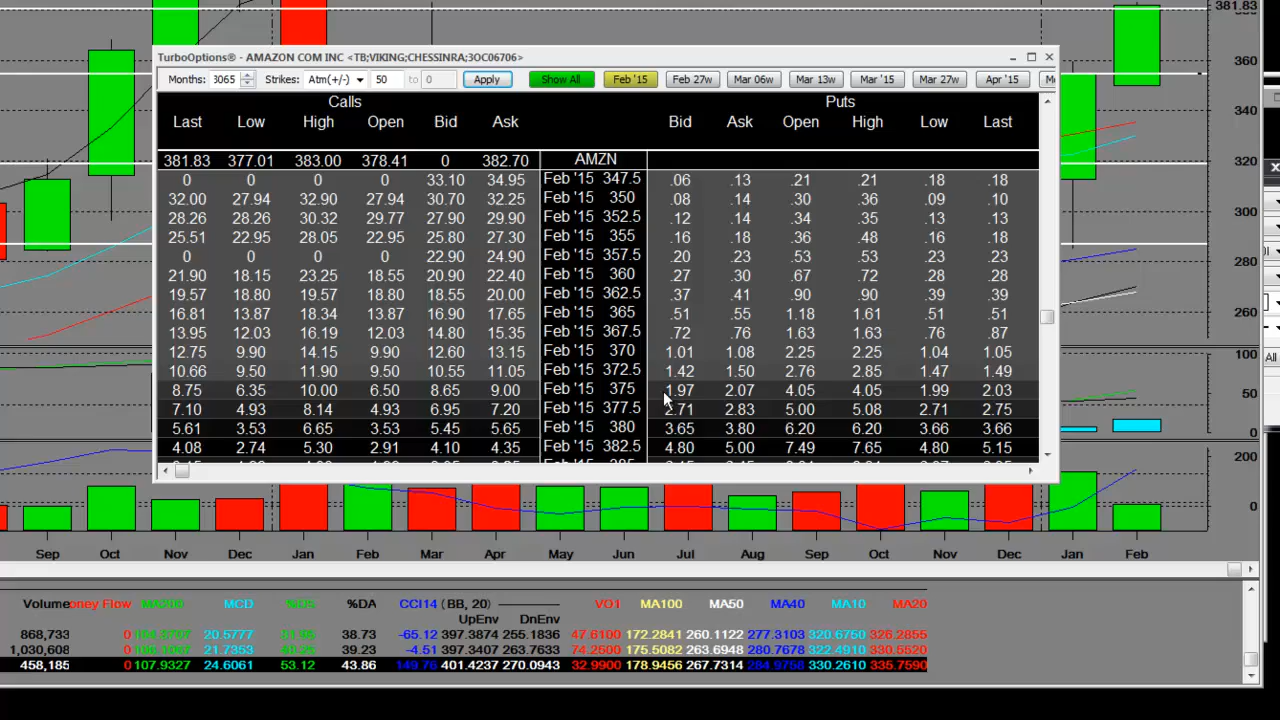 381.83
360
340
320
300
280
260
100
50
0
200
0
TurboOptions® - AMAZON COM INC <TB;VIKING;CHESSINRA;3OC06706>
Months: 3065 Strikes: Atm(+/-) 50 to 0 Apply Show All Feb '15 Feb 27w Mar 06w Mar 13w Mar '15 Mar 27w Apr '15
Calls Puts
Last Low High Open Bid Ask Bid Ask Open High Low Last
381.83 377.01 383.00 378.41 0 382.70 AMZN
0 0 0 0 33.10 34.95 Feb '15 347.5 .06 .13 .21 .21 .18 .18
32.00 27.94 32.90 27.94 30.70 32.25 Feb '15 350 .08 .14 .30 .36 .09 .10
28.26 28.26 30.32 29.77 27.90 29.90 Feb '15 352.5 .12 .14 .34 .35 .13 .13
25.51 22.95 28.05 22.95 25.80 27.30 Feb '15 355 .16 .18 .36 .48 .16 .18
0 0 0 0 22.90 24.90 Feb '15 357.5 .20 .23 .53 .53 .23 .23
21.90 18.15 23.25 18.55 20.90 22.40 Feb '15 360 .27 .30 .67 .72 .28 .28
19.57 18.80 19.57 18.80 18.55 20.00 Feb '15 362.5 .37 .41 .90 .90 .39 .39
16.81 13.87 18.34 13.87 16.90 17.65 Feb '15 365 .51 .55 1.18 1.61 .51 .51
13.95 12.03 16.19 12.03 14.80 15.35 Feb '15 367.5 .72 .76 1.63 1.63 .76 .87
12.75 9.90 14.15 9.90 12.60 13.15 Feb '15 370 1.01 1.08 2.25 2.25 1.04 1.05
10.66 9.50 11.90 9.50 10.55 11.05 Feb '15 372.5 1.42 1.50 2.76 2.85 1.47 1.49
8.75 6.35 10.00 6.50 8.65 9.00 Feb '15 375 1.97 2.07 4.05 4.05 1.99 2.03
7.10 4.93 8.14 4.93 6.95 7.20 Feb '15 377.5 2.71 2.83 5.00 5.08 2.71 2.75
5.61 3.53 6.65 3.53 5.45 5.65 Feb '15 380 3.65 3.80 6.20 6.20 3.66 3.66
4.08 2.74 5.30 2.91 4.10 4.35 Feb '15 382.5 4.80 5.00 7.49 7.65 4.80 5.15
Sep Oct Nov Dec Jan Feb Mar Apr May Jun Jul Aug Sep Oct Nov Dec Jan Feb
Volume oney Flow MA200 MCD %DS %DA CCI14 (BB, 20) VO1 MA100 MA50 MA40 MA10 MA20
UpEnv DnEnv
868,733 0 20.5777 38.73 -65.12 397.3874 255.1836 47.6100 172.2841 260.1122 277.3103 320.6750 326.2855
1,030,608 0 21.7353 39.23 -4.51 397.3407 263.7633 74.2500 175.5082 263.6948 280.7678 322.4910 330.5520
458,185 0 107.9327 24.6061 53.12 43.86 149.76 401.4237 270.0943 32.9900 178.9456 267.7314 284.9758 330.2610 335.7590
All